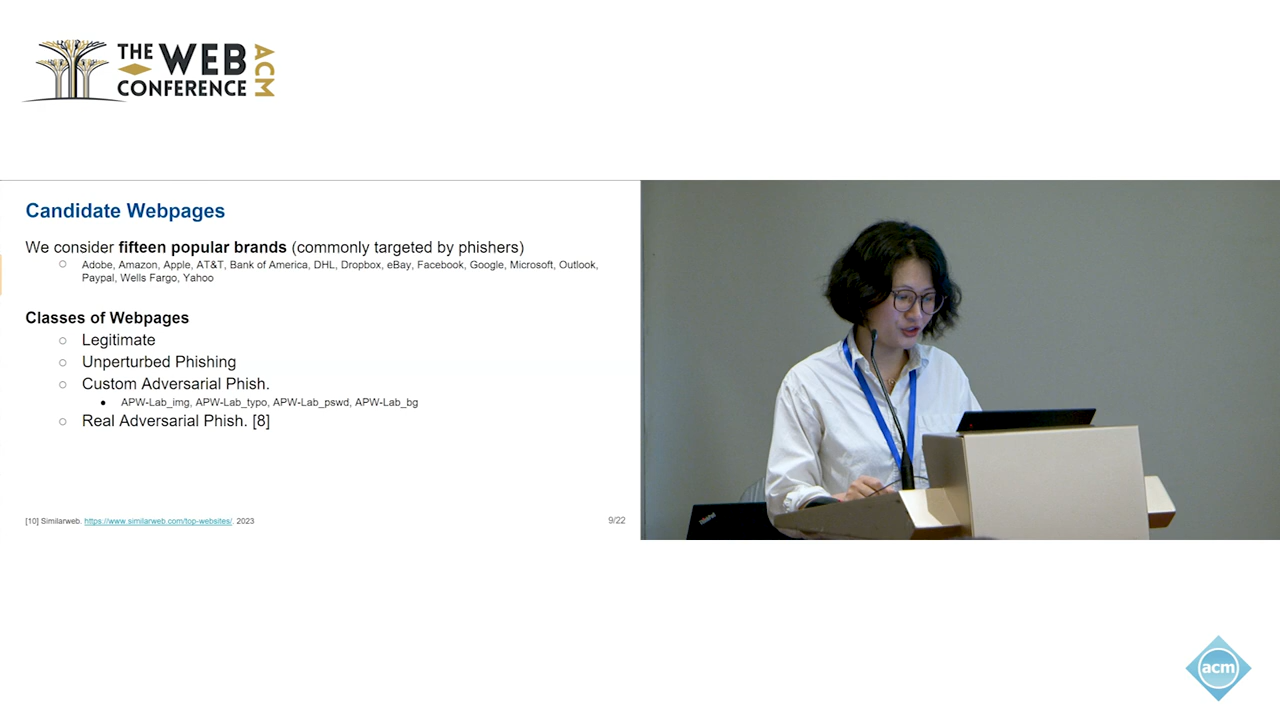 THE WEB
CONFERENCE
ACM
Candidate Webpages
We consider fifteen popular brands (commonly targeted by phishers)
○ Adobe, Amazon, Apple, AT&T, Bank of America, DHL, Dropbox, eBay, Facebook, Google, Microsoft, Outlook,
Paypal, Wells Fargo, Yahoo
Classes of Webpages
○ Legitimate
○ Unperturbed Phishing
○ Custom Adversarial Phish.
● APW-Lab_img, APW-Lab_typo, APW-Lab_pswd, APW-Lab_bg
○ Real Adversarial Phish. [8]
[10] Similarweb. https://www.similarweb.com/top-websites/. 2023
9/22
ThinkPad
acm